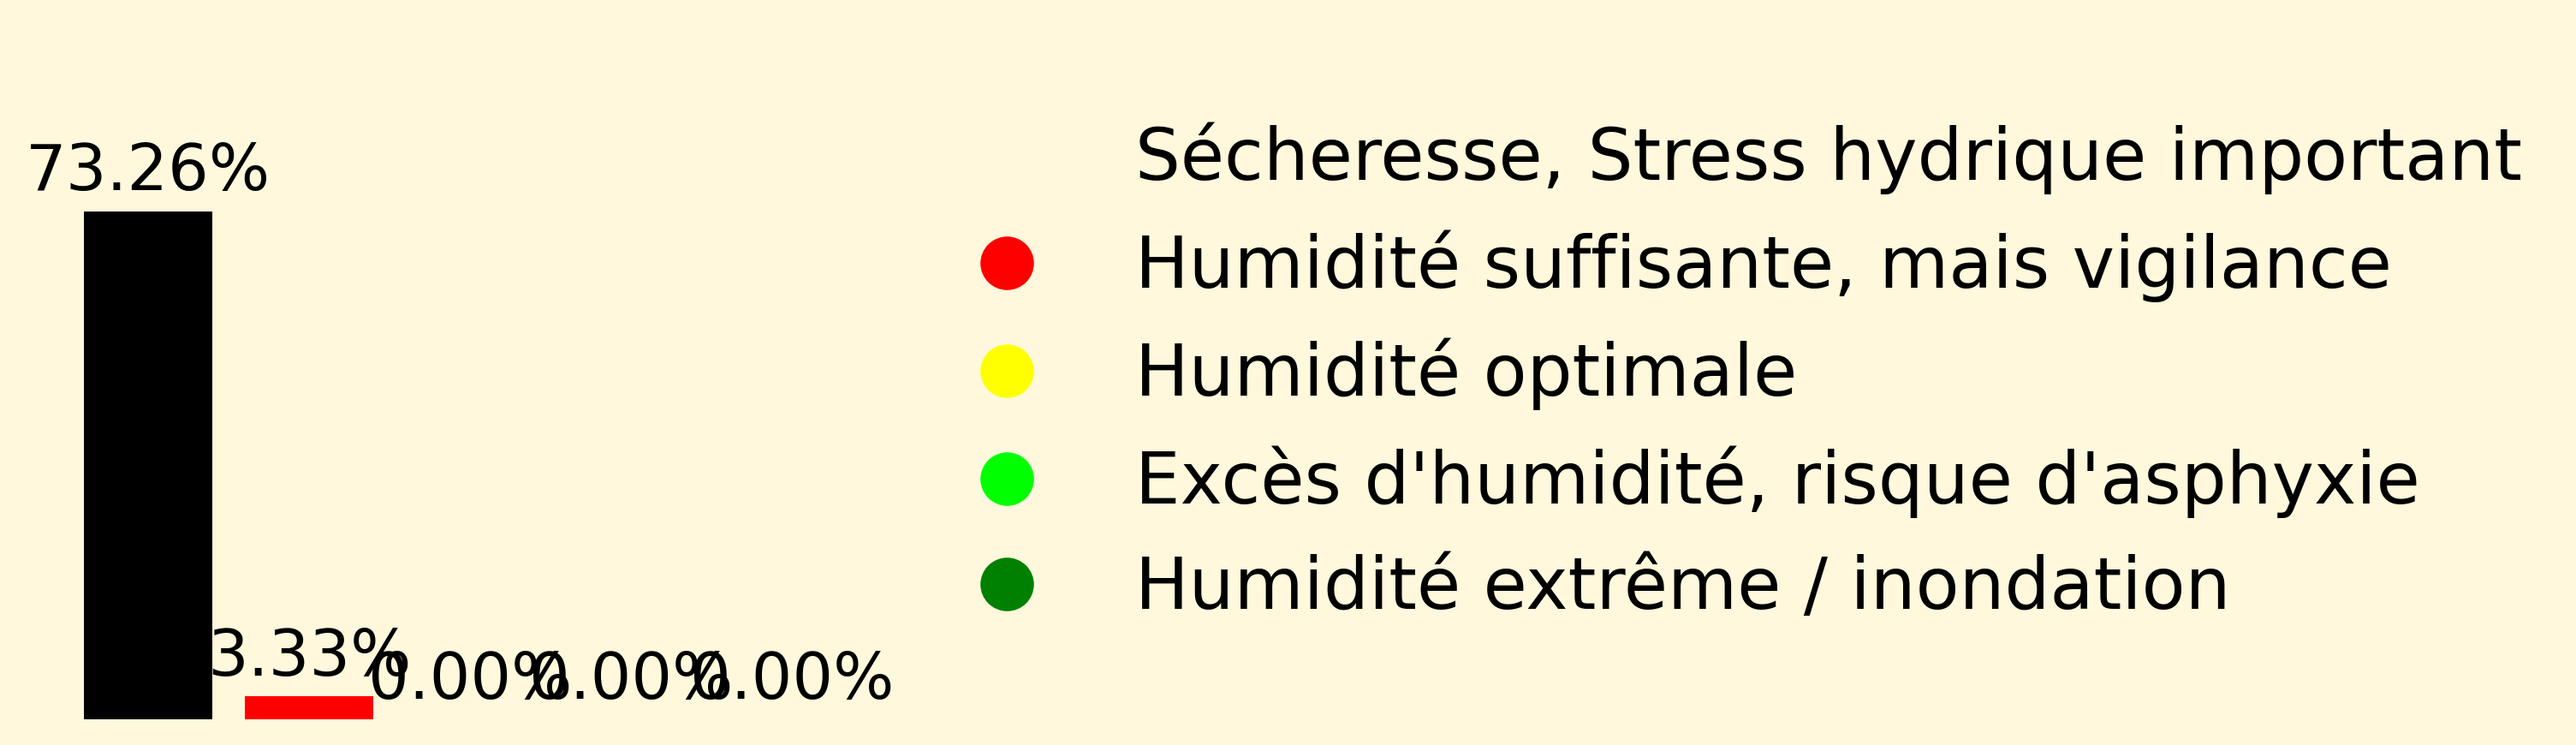 73.26%
3.33%
0.00%
0.00%
0.00%
Sécheresse, Stress hydrique important
Humidité suffisante, mais vigilance
Humidité optimale
Excès d'humidité, risque d'asphyxie
Humidité extrême / inondation